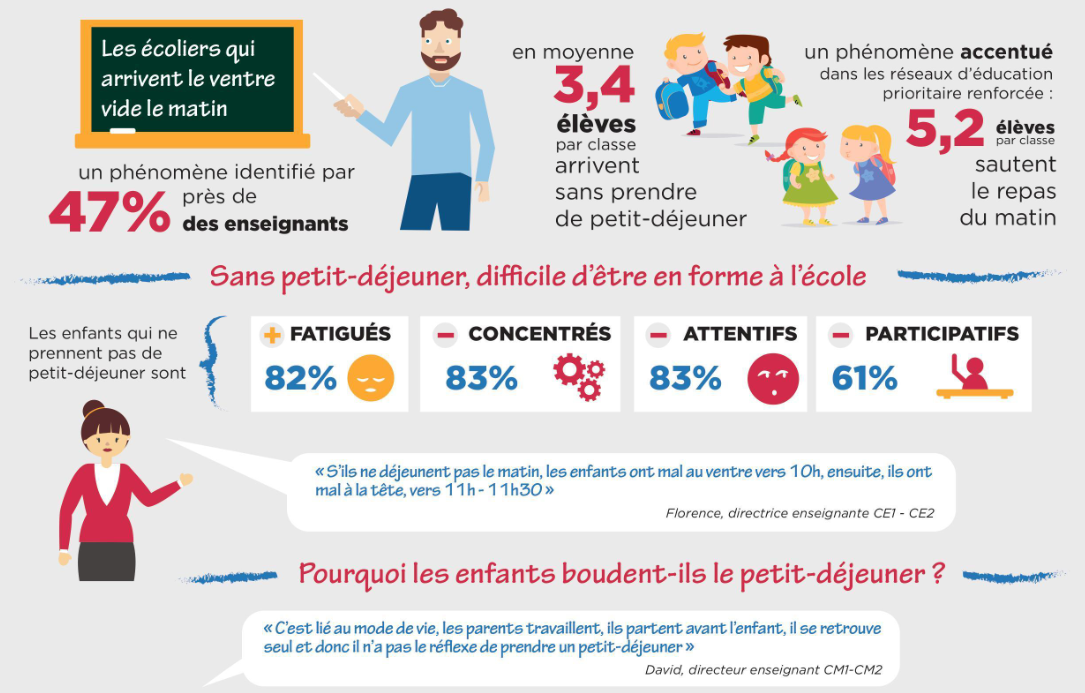 Les écoliers qui
arrivent le ventre
vide le matin
un phénomène identifié par
47% près de
des enseignants
en moyenne
3,4
élèves
par classe
arrivent
sans prendre
de petit-déjeuner
un phénomène accentué
dans les réseaux d'éducation
prioritaire renforcée :
5,2 élèves
par classe
sautent
le repas
du matin
Sans petit-déjeuner, difficile d'être en forme à l'école
Les enfants qui ne
prennent pas de
petit-déjeuner sont
+ FATIGUÉS
82%
− CONCENTRÉS
83%
− ATTENTIFS
83%
− PARTICIPATIFS
61%
« S'ils ne déjeunent pas le matin, les enfants ont mal au ventre vers 10h, ensuite, ils ont
mal à la tête, vers 11h - 11h30 »
Florence, directrice enseignante CE1 - CE2
Pourquoi les enfants boudent-ils le petit-déjeuner ?
« C'est lié au mode de vie, les parents travaillent, ils partent avant l'enfant, il se retrouve
seul et donc il n'a pas le réflexe de prendre un petit-déjeuner »
David, directeur enseignant CM1-CM2